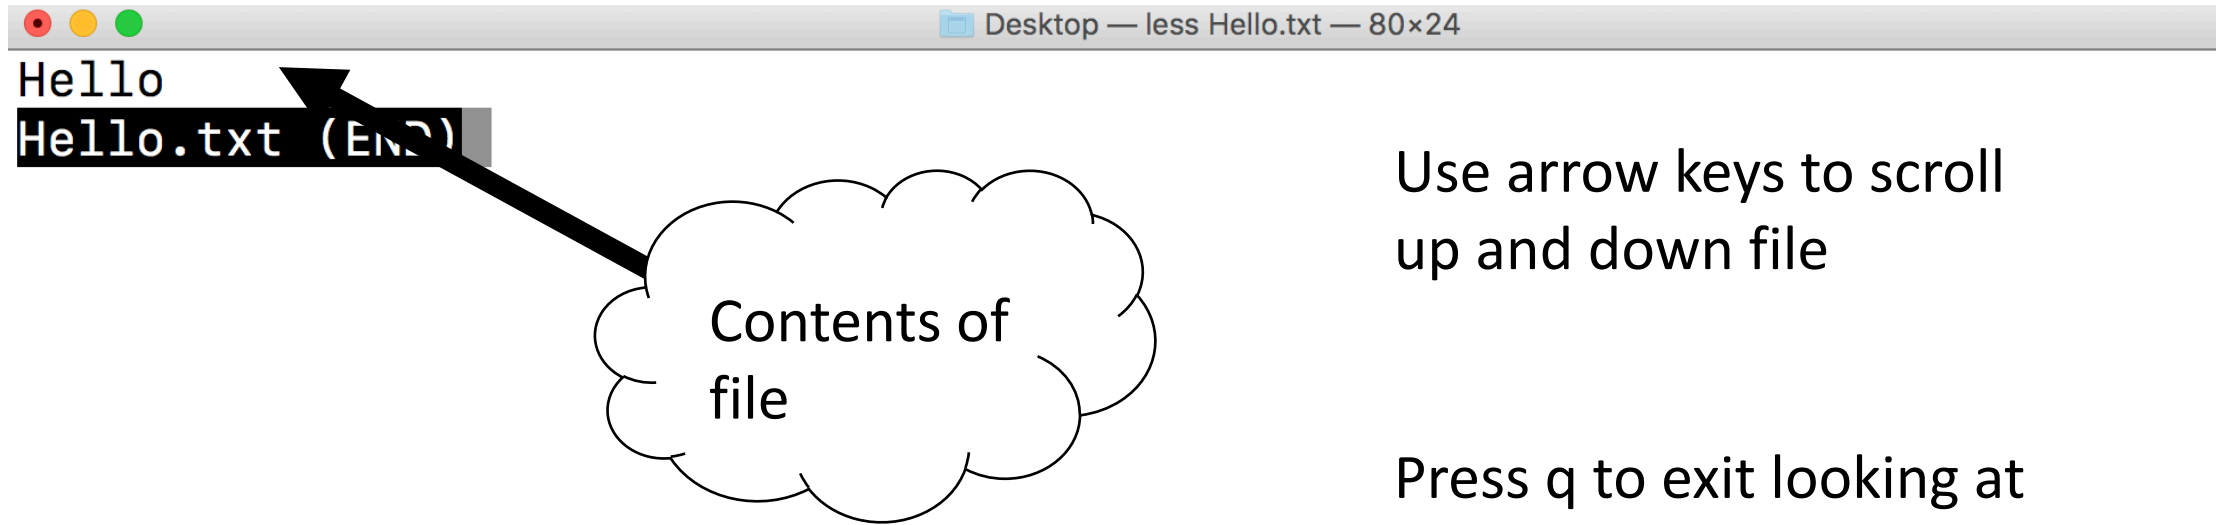 Desktop — less Hello.txt — 80×24
Hello
Hello.txt (END)
Use arrow keys to scroll
up and down file
Contents of
file
Press q to exit looking at